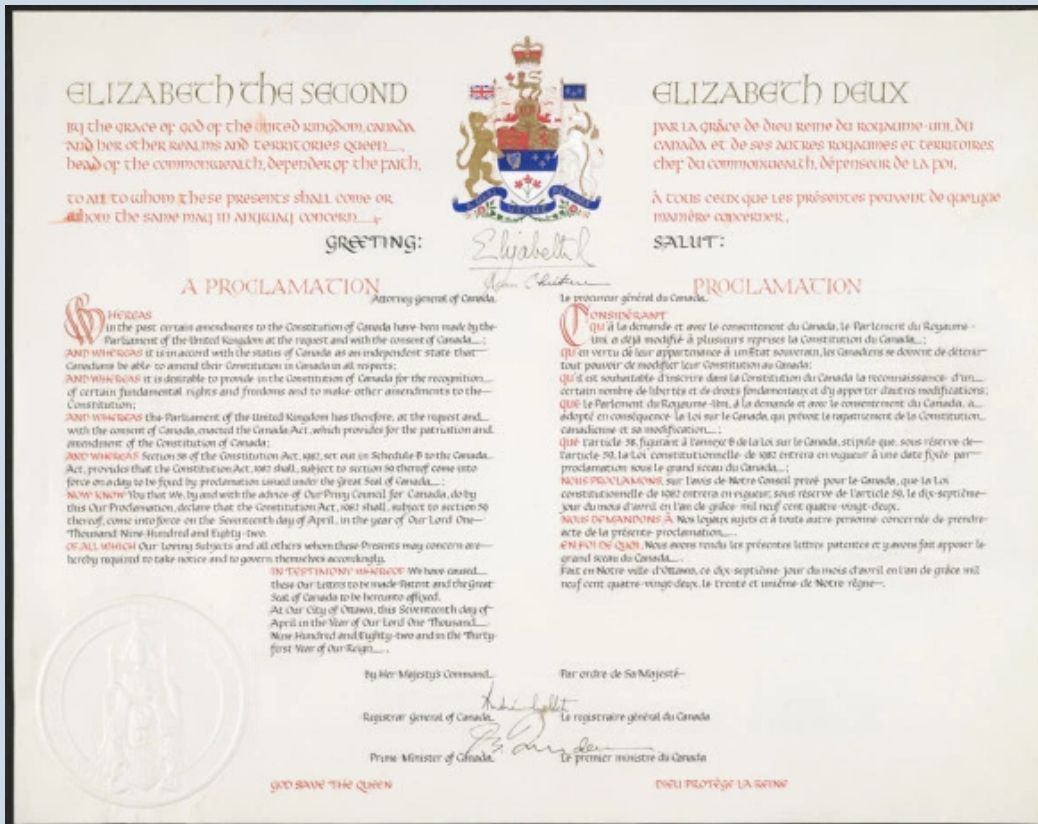 ELIZABETH THE SECOND
BY THE GRACE OF GOD OF THE UNITED KINGDOM, CANADA
AND HER OTHER REALMS AND TERRITORIES QUEEN
HEAD OF THE COMMONWEALTH, DEFENDER OF THE FAITH.
TO ALL TO WHOM THESE PRESENTS SHALL COME OR
WHOM THE SAME MAY IN ANYWAY CONCERN
GREETING:
ELIZABETH DEUX
PAR LA GRÂCE DE DIEU REINE DU ROYAUME-UNI, DU
CANADA ET DE SES AUTRES ROYAUMES ET TERRITOIRES,
CHEF DU COMMONWEALTH, DÉFENSEUR DE LA FOI,
À TOUS CEUX QUE LES PRÉSENTES PEUVENT DE QUELQUE
MANIÈRE CONCERNER,
SALUT:
Elizabeth R
A PROCLAMATION
Attorney General of Canada
WHEREAS
in the past certain amendments to the Constitution of Canada have been made by the
Parliament of the United Kingdom at the request and with the consent of Canada;
AND WHEREAS it is in accord with the status of Canada as an independent state that
Canadians be able to amend their Constitution in Canada in all respects;
AND WHEREAS it is desirable to provide in the Constitution of Canada for the recognition
of certain fundamental rights and freedoms and to make other amendments to the
Constitution;
AND WHEREAS the Parliament of the United Kingdom has therefore, at the request and
with the consent of Canada, enacted the Canada Act, which provides for the patriation and
amendment of the Constitution of Canada;
AND WHEREAS Section 58 of the Constitution Act, 1982, set out in Schedule B to the Canada
Act, provides that the Constitution Act, 1982 shall, subject to section 59 thereof come into
force on a day to be fixed by proclamation issued under the Great Seal of Canada;
NOW KNOW You that We, by and with the advice of Our Privy Council for Canada, do by
this Our Proclamation, declare that the Constitution Act, 1982 shall, subject to section 59
thereof, come into force on the Seventeenth day of April, in the year of Our Lord One
Thousand Nine Hundred and Eighty-two.
OF ALL WHICH Our Loving Subjects and all others whom these Presents may concern are
hereby required to take notice and to govern themselves accordingly.
IN TESTIMONY WHEREOF We have caused
these Our Letters to be made Patent and the Great
Seal of Canada to be hereunto affixed.
At Our City of Ottawa, this Seventeenth day of
April in the Year of Our Lord One Thousand
Nine Hundred and Eighty-two and in the Thirty-
first Year of Our Reign.
PROCLAMATION
Le procureur général du Canada
CONSIDÉRANT
qu'à la demande et avec le consentement du Canada, le Parlement du Royaume-
Uni a déjà modifié à plusieurs reprises la Constitution du Canada;
QU'en vertu de leur appartenance à un État souverain, les Canadiens se doivent de détenir
tout pouvoir de modifier leur Constitution au Canada;
QU'il est souhaitable d'inscrire dans la Constitution du Canada la reconnaissance d'un
certain nombre de libertés et de droits fondamentaux et d'y apporter d'autres modifications;
QUE le Parlement du Royaume-Uni, à la demande et avec le consentement du Canada, a
adopté en conséquence la Loi sur le Canada, qui prévoit le rapatriement de la Constitution
canadienne et sa modification;
QUE l'article 58, figurant à l'annexe B de la Loi sur le Canada, stipule que, sous réserve de
l'article 59, la Loi constitutionnelle de 1982 entrera en vigueur à une date fixée par
proclamation sous le grand sceau du Canada;
NOUS PROCLAMONS, sur l'avis de Notre Conseil privé pour le Canada, que la Loi
constitutionnelle de 1982 entrera en vigueur, sous réserve de l'article 59, le dix-septième
jour du mois d'avril en l'an de grâce mil neuf cent quatre-vingt-deux.
NOUS DEMANDONS À Nos loyaux sujets et à toute autre personne concernée de prendre
acte de la présente proclamation.
EN FOI DE QUOI, Nous avons rendu les présentes lettres patentes et y avons fait apposer le
grand sceau du Canada.
Fait en Notre ville d'Ottawa, ce dix-septième jour du mois d'avril en l'an de grâce mil
neuf cent quatre-vingt-deux, le trente et unième de Notre règne.
By Her Majesty's Command
Par ordre de Sa Majesté
Registrar General of Canada
Le registraire général du Canada
Prime Minister of Canada
Le premier ministre du Canada
GOD SAVE THE QUEEN
DIEU PROTÈGE LA REINE